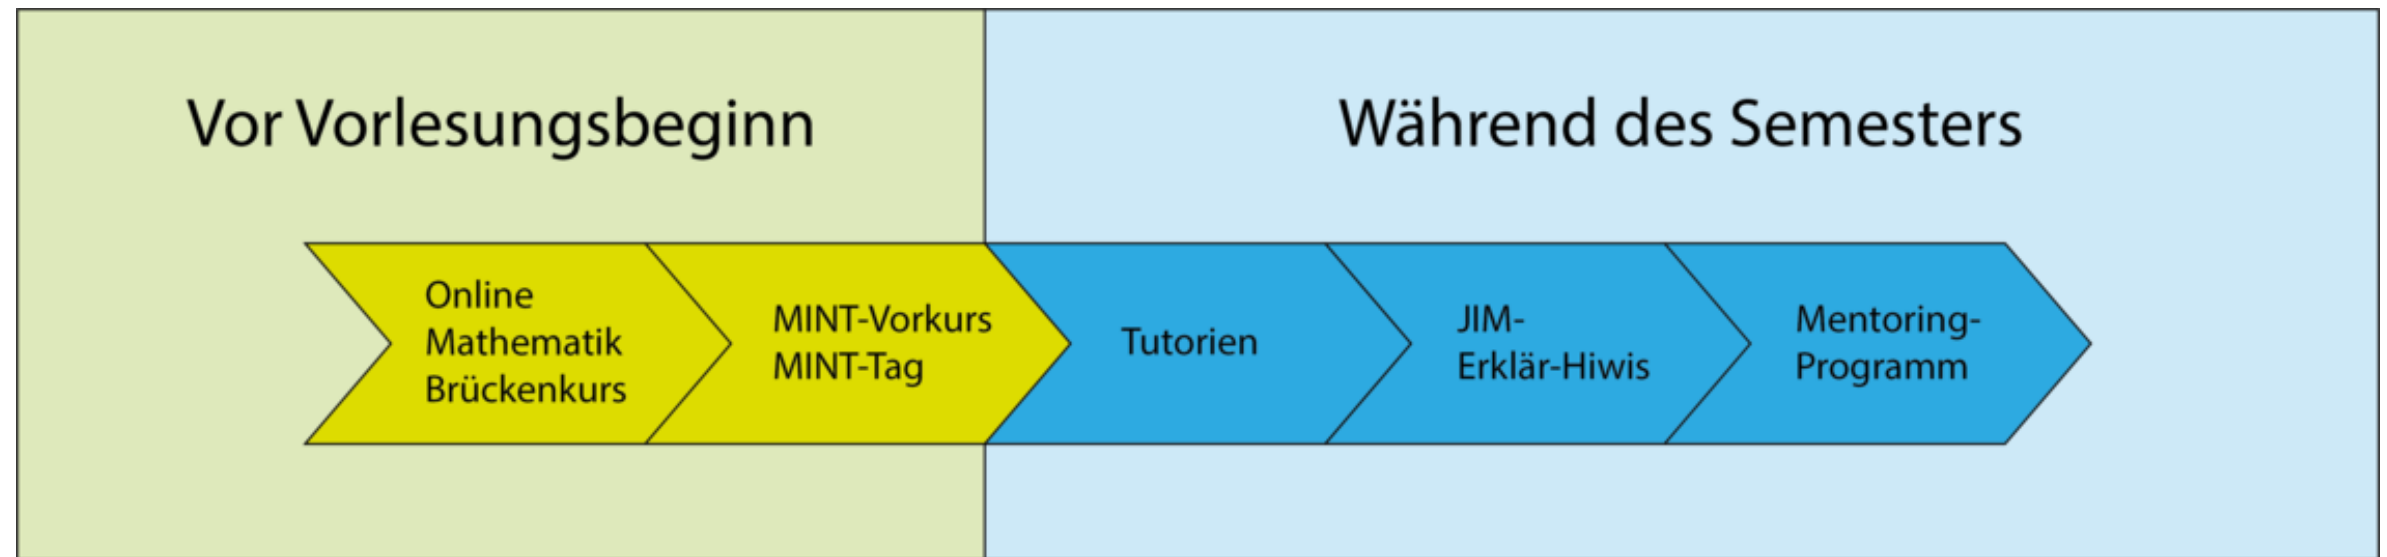 Vor Vorlesungsbeginn
Während des Semesters
Online
Mathematik
Brückenkurs
MINT-Vorkurs
MINT-Tag
Tutorien
JIM-
Erklär-Hiwis
Mentoring-
Programm